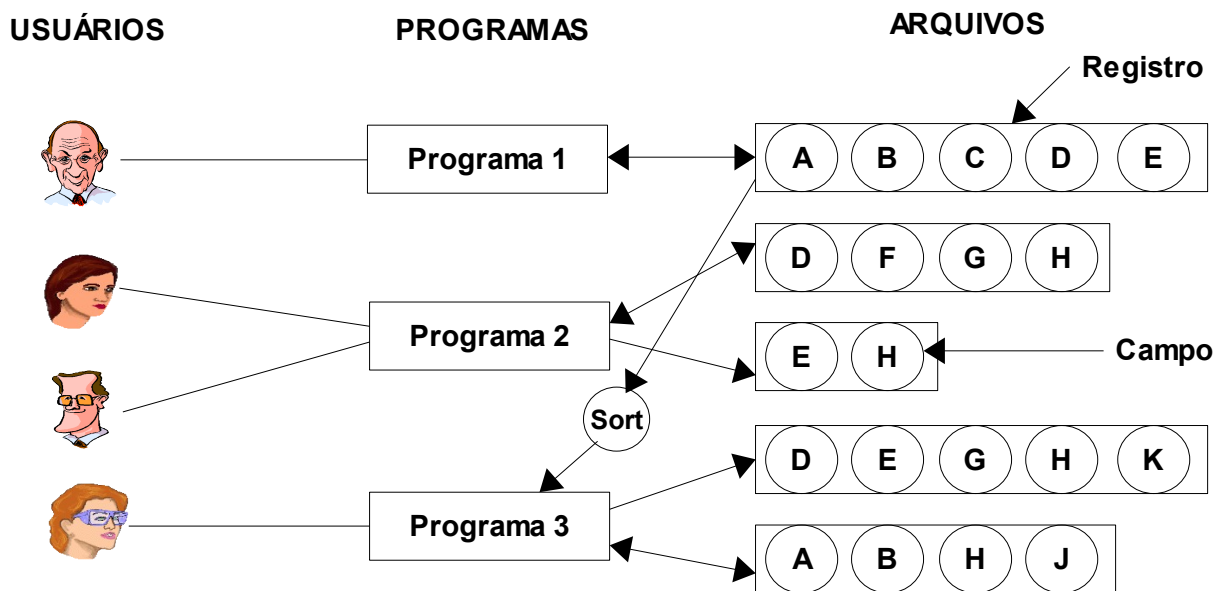 USUÁRIOS PROGRAMAS ARQUIVOS
Registro
Programa 1 A B C D E
D F G H
Programa 2
E H Campo
Sort
D E G H K
Programa 3
A B H J